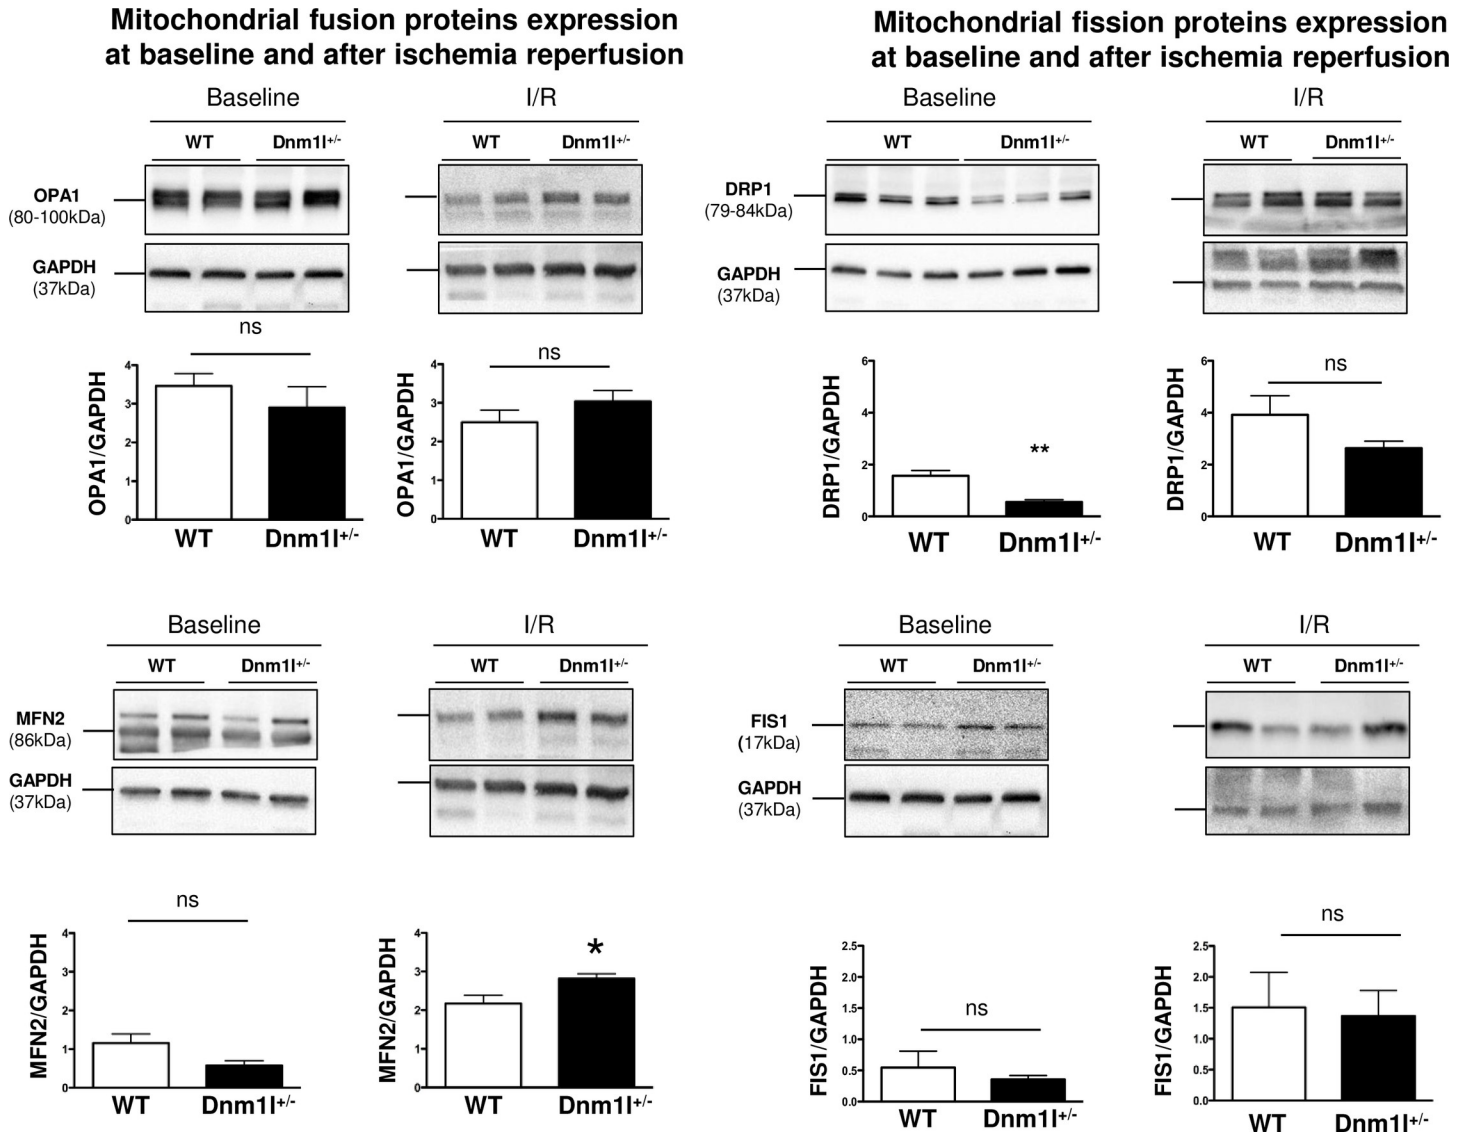 Mitochondrial fusion proteins expression
at baseline and after ischemia reperfusion
Baseline
I/R
WT
Dnm1l+/-
WT
Dnm1l+/-
OPA1
(80-100kDa)
GAPDH
(37kDa)
ns
ns
OPA1/GAPDH
4
3
2
1
0
WT
Dnm1l+/-
OPA1/GAPDH
4
3
2
1
0
WT
Dnm1l+/-
Mitochondrial fission proteins expression
at baseline and after ischemia reperfusion
Baseline
I/R
WT
Dnm1l+/-
WT
Dnm1l+/-
DRP1
(79-84kDa)
GAPDH
(37kDa)
DRP1/GAPDH
6
4
2
0
**
WT
Dnm1l+/-
ns
DRP1/GAPDH
6
4
2
0
WT
Dnm1l+/-
Baseline
I/R
WT
Dnm1l+/-
WT
Dnm1l+/-
MFN2
(86kDa)
GAPDH
(37kDa)
ns
MFN2/GAPDH
4
3
2
1
0
WT
Dnm1l+/-
MFN2/GAPDH
4
3
2
1
0
*
WT
Dnm1l+/-
Baseline
I/R
WT
Dnm1l+/-
WT
Dnm1l+/-
FIS1
(17kDa)
GAPDH
(37kDa)
ns
FIS1/GAPDH
2.5
2.0
1.5
1.0
0.5
0.0
WT
Dnm1l+/-
ns
FIS1/GAPDH
2.5
2.0
1.5
1.0
0.5
0.0
WT
Dnm1l+/-